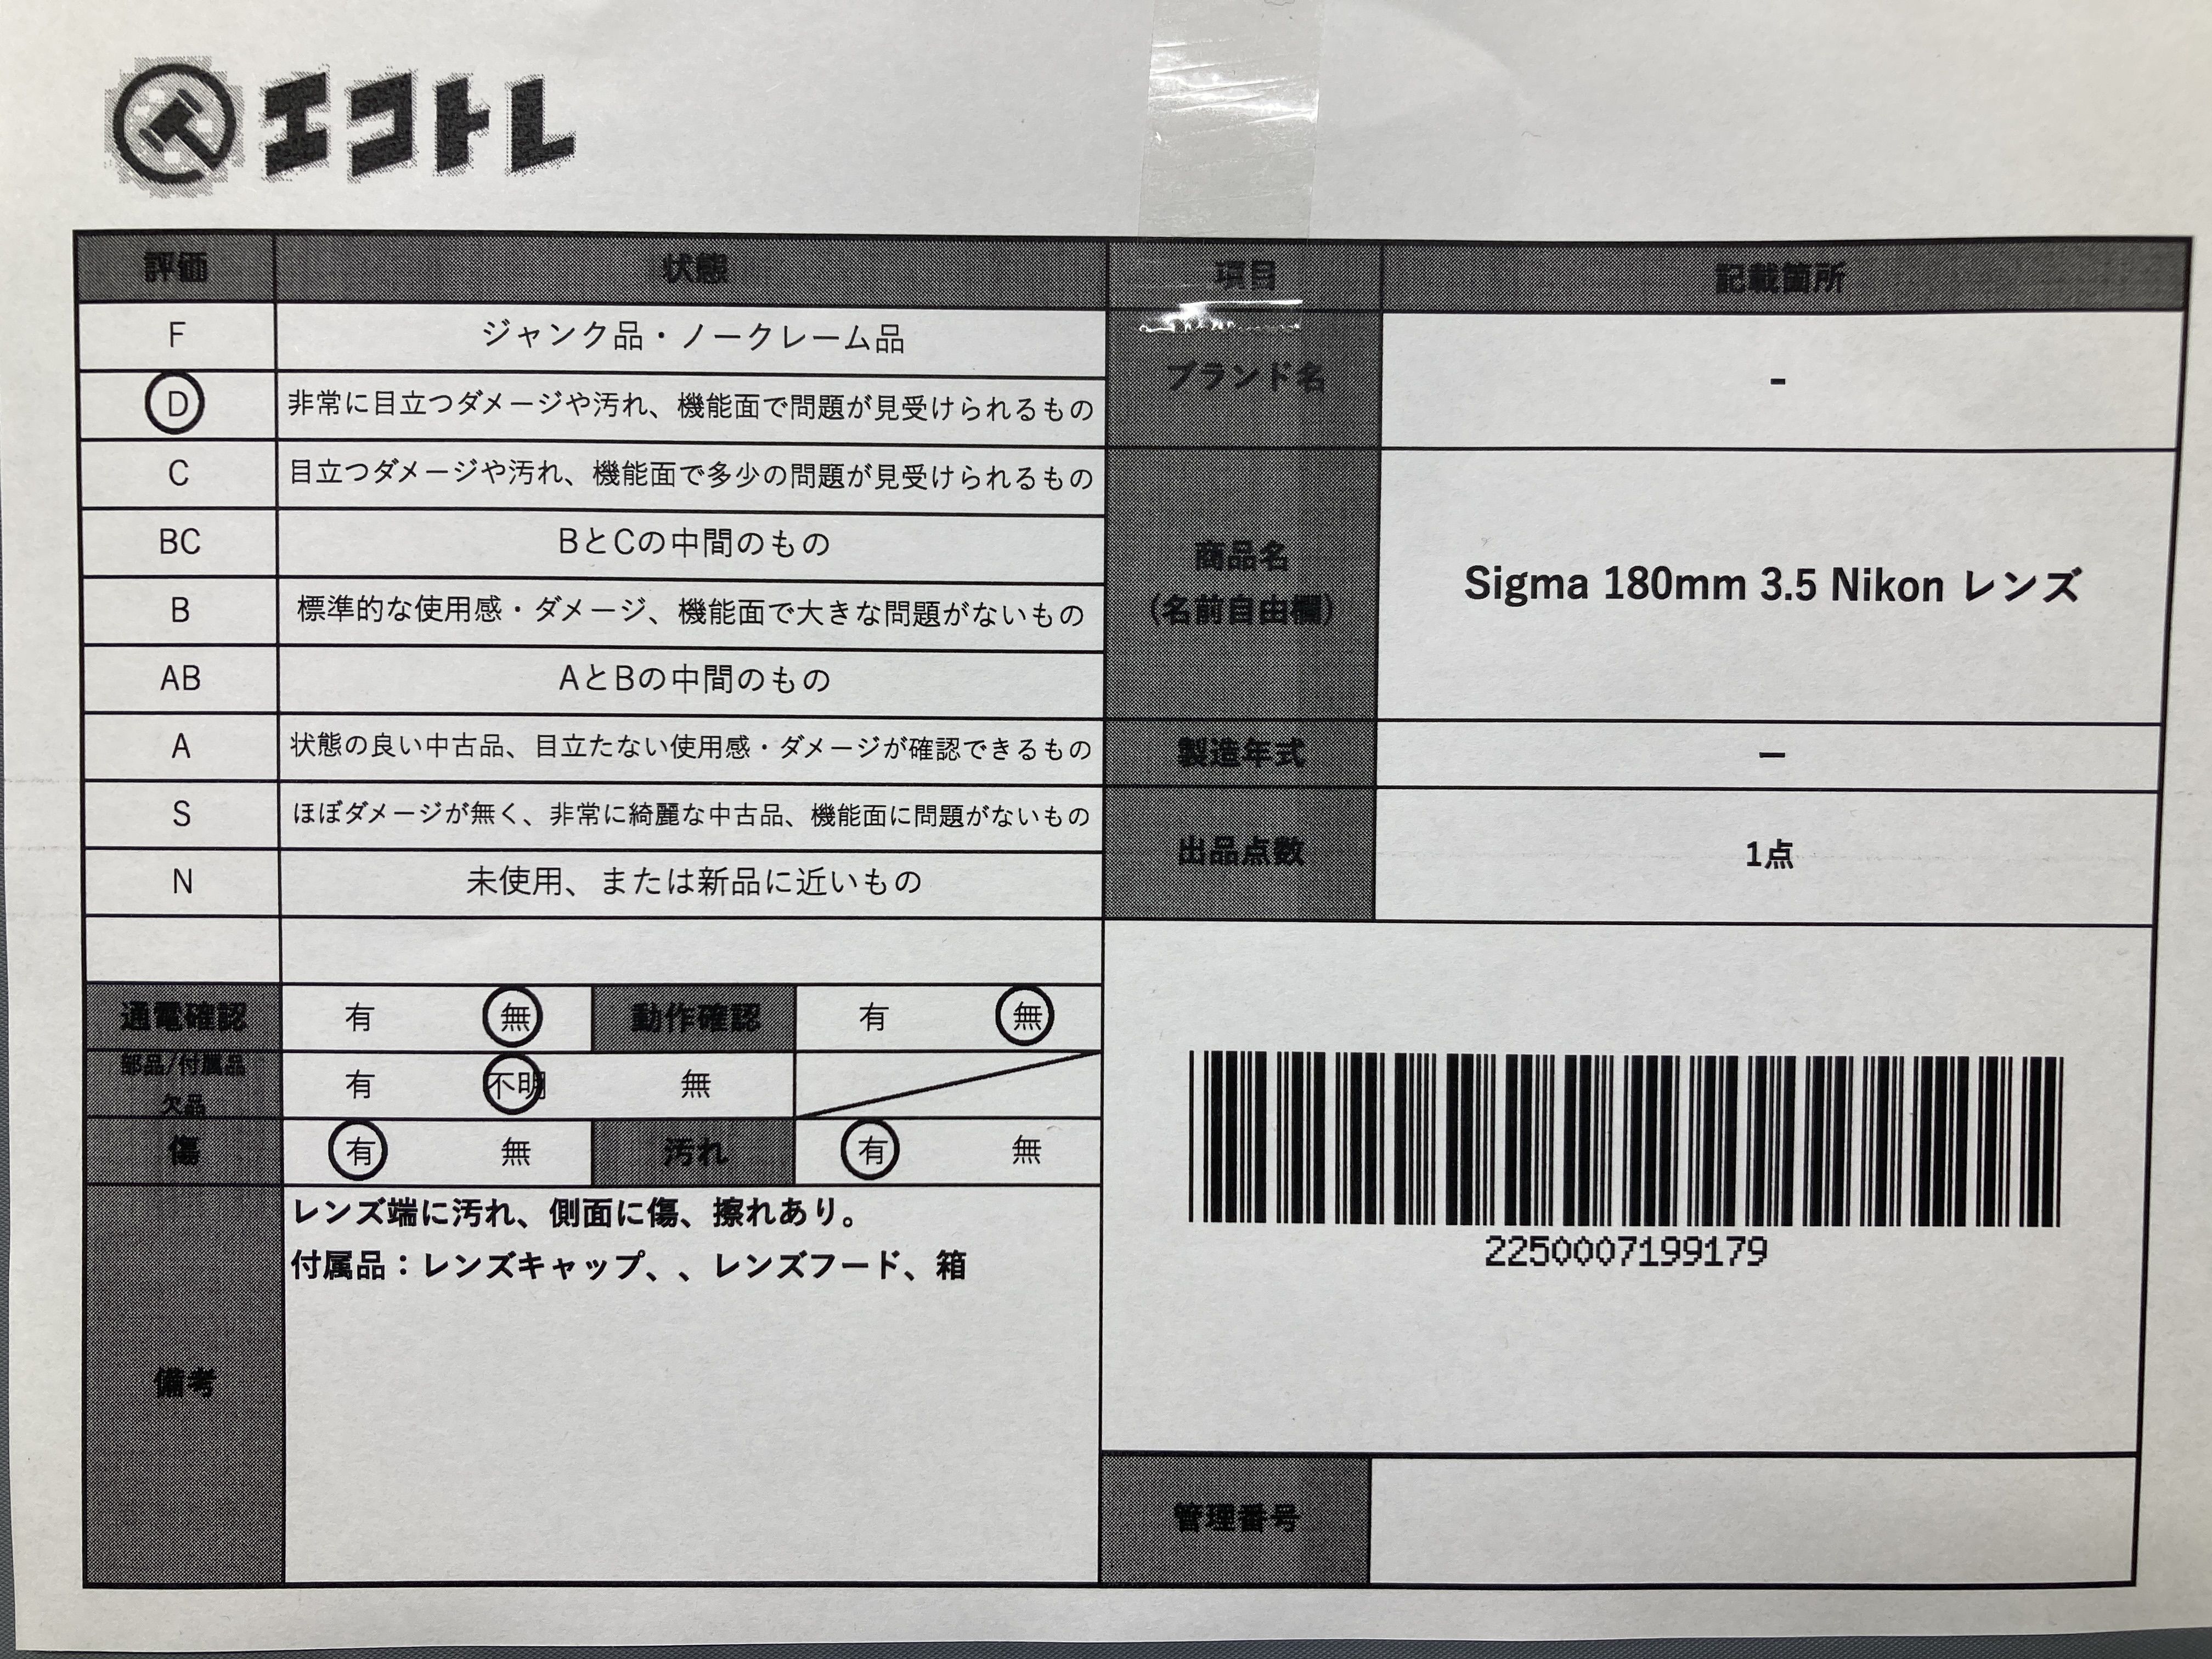 エコトレ
評価 状態 項目 記載箇所
F ジャンク品・ノークレーム品
D 非常に目立つダメージや汚れ、機能面で問題が見受けられるもの
ブランド名 -
C 目立つダメージや汚れ、機能面で多少の問題が見受けられるもの
BC BとCの中間のもの
商品名
(名前自由欄)
Sigma 180mm 3.5 Nikon レンズ
B 標準的な使用感・ダメージ、機能面で大きな問題がないもの
AB AとBの中間のもの
A 状態の良い中古品、目立たない使用感・ダメージが確認できるもの
製造年式 ー
S ほぼダメージが無く、非常に綺麗な中古品、機能面に問題がないもの
出品点数 1点
N 未使用、または新品に近いもの
通電確認 有 無 動作確認 有 無
部品/付属品
欠品
有 不明 無
傷 有 無 汚れ 有 無
備考
レンズ端に汚れ、側面に傷、擦れあり。
付属品：レンズキャップ、、レンズフード、箱
2250007199179
管理番号